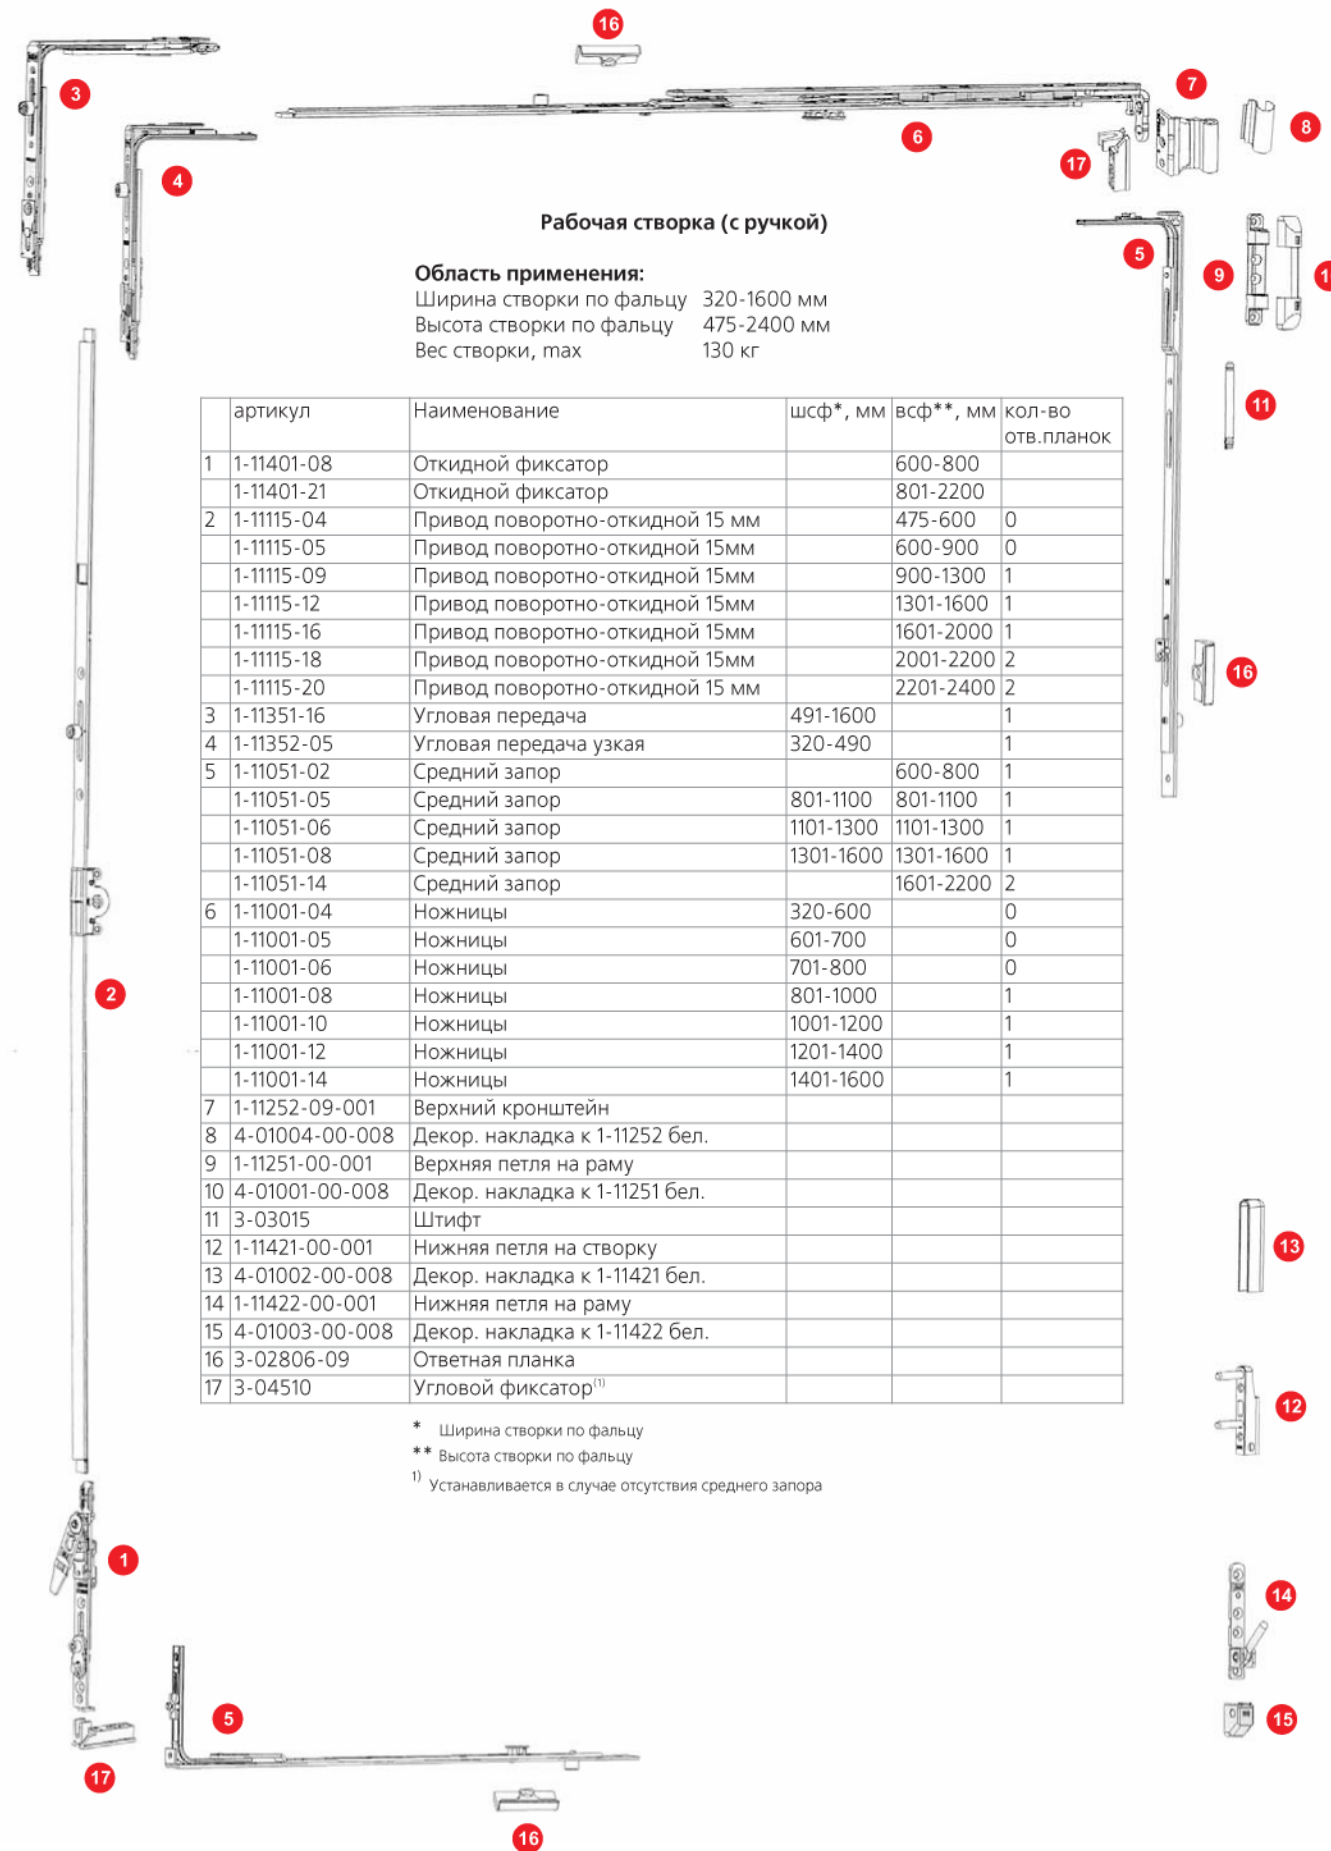 16
3
7
8
6
17
4
Рабочая створка (с ручкой)
5
9
1
Область применения:
Ширина створки по фальцу 320-1600 мм
Высота створки по фальцу 475-2400 мм
Вес створки, max 130 кг
11
артикул Наименование шсф*, мм всф**, мм кол-во
отв.планок
1 1-11401-08 Откидной фиксатор 600-800
1-11401-21 Откидной фиксатор 801-2200
2 1-11115-04 Привод поворотно-откидной 15 мм 475-600 0
1-11115-05 Привод поворотно-откидной 15мм 600-900 0
1-11115-09 Привод поворотно-откидной 15мм 900-1300 1
1-11115-12 Привод поворотно-откидной 15мм 1301-1600 1
1-11115-16 Привод поворотно-откидной 15мм 1601-2000 1
1-11115-18 Привод поворотно-откидной 15мм 2001-2200 2
1-11115-20 Привод поворотно-откидной 15 мм 2201-2400 2
3 1-11351-16 Угловая передача 491-1600 1
4 1-11352-05 Угловая передача узкая 320-490 1
5 1-11051-02 Средний запор 600-800 1
1-11051-05 Средний запор 801-1100 801-1100 1
1-11051-06 Средний запор 1101-1300 1101-1300 1
1-11051-08 Средний запор 1301-1600 1301-1600 1
1-11051-14 Средний запор 1601-2200 2
6 1-11001-04 Ножницы 320-600 0
1-11001-05 Ножницы 601-700 0
1-11001-06 Ножницы 701-800 0
1-11001-08 Ножницы 801-1000 1
1-11001-10 Ножницы 1001-1200 1
1-11001-12 Ножницы 1201-1400 1
1-11001-14 Ножницы 1401-1600 1
7 1-11252-09-001 Верхний кронштейн
8 4-01004-00-008 Декор. накладка к 1-11252 бел.
9 1-11251-00-001 Верхняя петля на раму
10 4-01001-00-008 Декор. накладка к 1-11251 бел.
11 3-03015 Штифт
12 1-11421-00-001 Нижняя петля на створку
13 4-01002-00-008 Декор. накладка к 1-11421 бел.
14 1-11422-00-001 Нижняя петля на раму
15 4-01003-00-008 Декор. накладка к 1-11422 бел.
16 3-02806-09 Ответная планка
17 3-04510 Угловой фиксатор(1)
16
2
13
12
* Ширина створки по фальцу
** Высота створки по фальцу
1) Устанавливается в случае отсутствия среднего запора
1
14
5
15
17
16